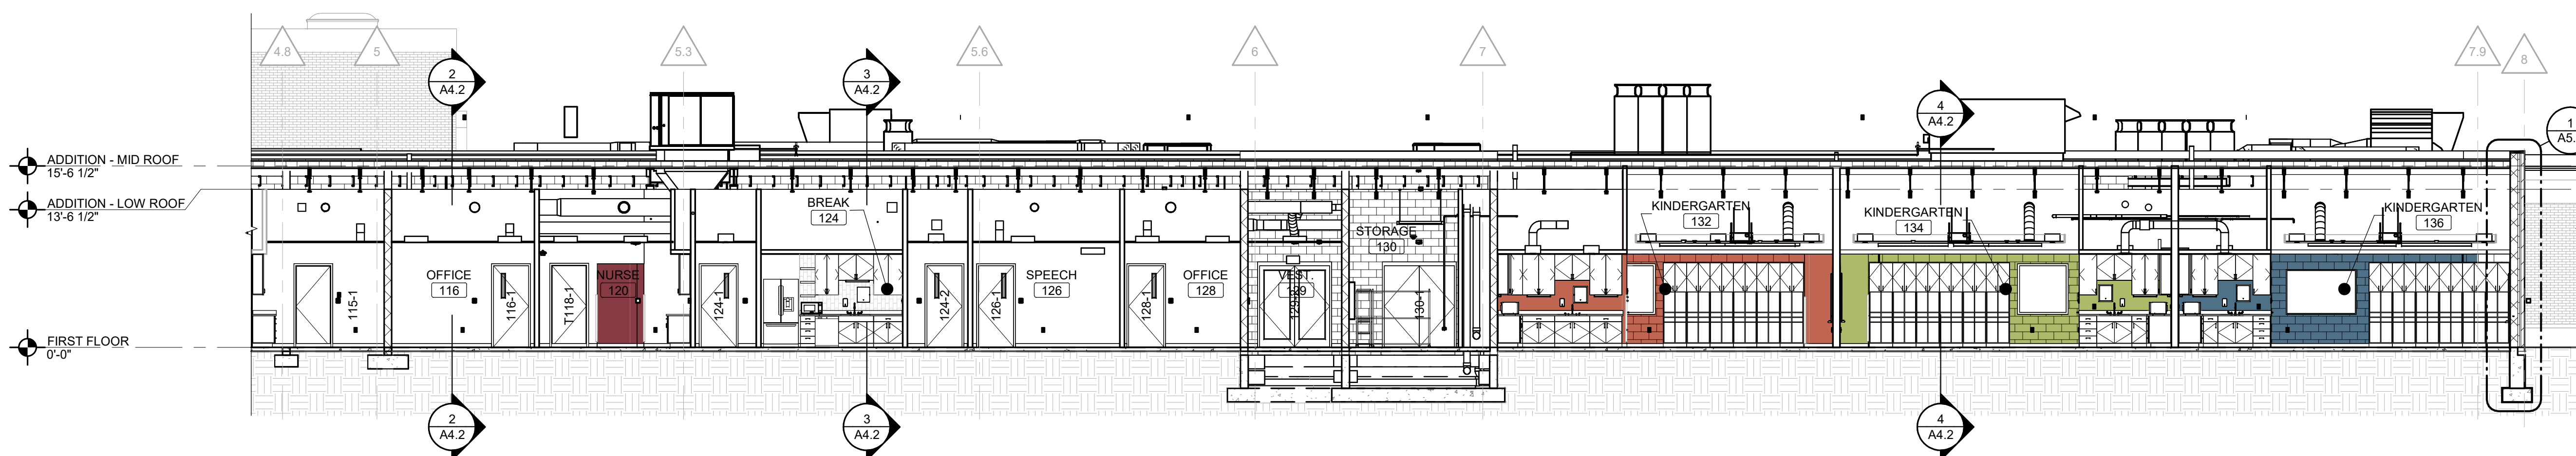 4.8
5
5.3
5.6
6
7
7.9
8
2
A4.2
3
A4.2
4
A4.2
1
ADDITION - MID ROOF
15'-6 1/2"
ADDITION - LOW ROOF
13'-6 1/2"
FIRST FLOOR
0'-0"
BREAK
124
KINDERGARTEN
132
KINDERGARTEN
134
KINDERGARTEN
136
STORAGE
130
OFFICE
116
NURSE
120
SPEECH
126
OFFICE
128
VEST.
129
115-1
116-1
T118-1
124-1
124-2
126-1
128-1
130-1
2
A4.2
3
A4.2
4
A4.2